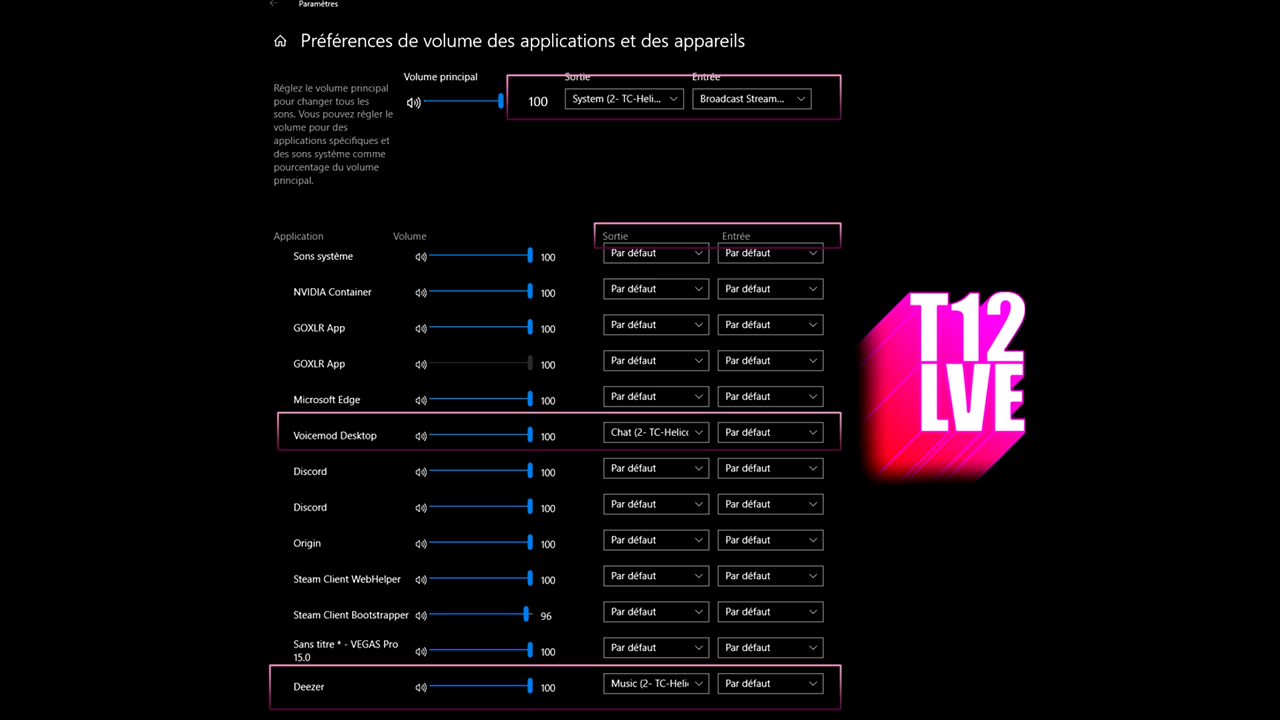 Paramètres
Préférences de volume des applications et des appareils
Volume principal
Sortie
Entrée
Réglez le volume principal
pour changer tous les
sons. Vous pouvez régler le
volume pour des
applications spécifiques et
des sons système comme
pourcentage du volume
principal.
100
System (2- TC-Heli...
Broadcast Stream...
Application Volume Sortie Entrée
Sons système 100 Par défaut Par défaut
NVIDIA Container 100 Par défaut Par défaut
GOXLR App 100 Par défaut Par défaut
GOXLR App 100 Par défaut Par défaut
Microsoft Edge 100 Par défaut Par défaut
Voicemod Desktop 100 Chat (2- TC-Helico Par défaut
Discord 100 Par défaut Par défaut
Discord 100 Par défaut Par défaut
Origin 100 Par défaut Par défaut
Steam Client WebHelper 100 Par défaut Par défaut
Steam Client Bootstrapper 96 Par défaut Par défaut
Sans titre * - VEGAS Pro
15.0 100 Par défaut Par défaut
Deezer 100 Music (2- TC-Heli Par défaut
T12
LVE